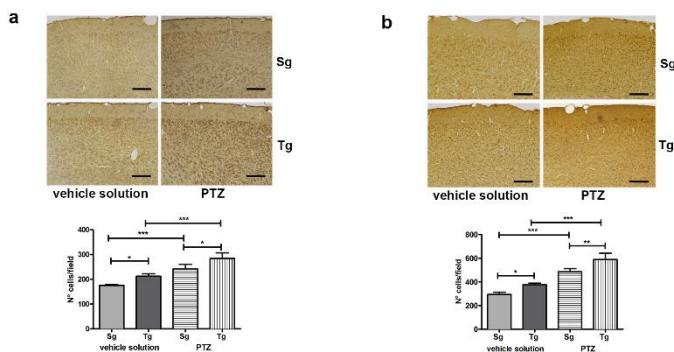 a
Sg
Tg
vehicle solution PTZ
N° cells/field
400
300
200
100
0
***
***
*
*
Sg Tg Sg Tg
vehicle solution PTZ
b
Sg
Tg
vehicle solution PTZ
N° cells/field
800
600
400
200
0
***
***
**
*
Sg Tg Sg Tg
vehicle solution PTZ